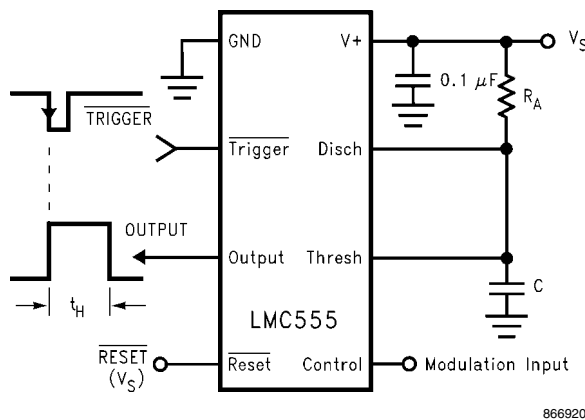 GND V+ V_S
0.1 μF R_A
TRIGGER
Trigger Disch
OUTPUT
Output Thresh
t_H
C
LMC555
RESET
(V_S)
Reset Control Modulation Input
866920